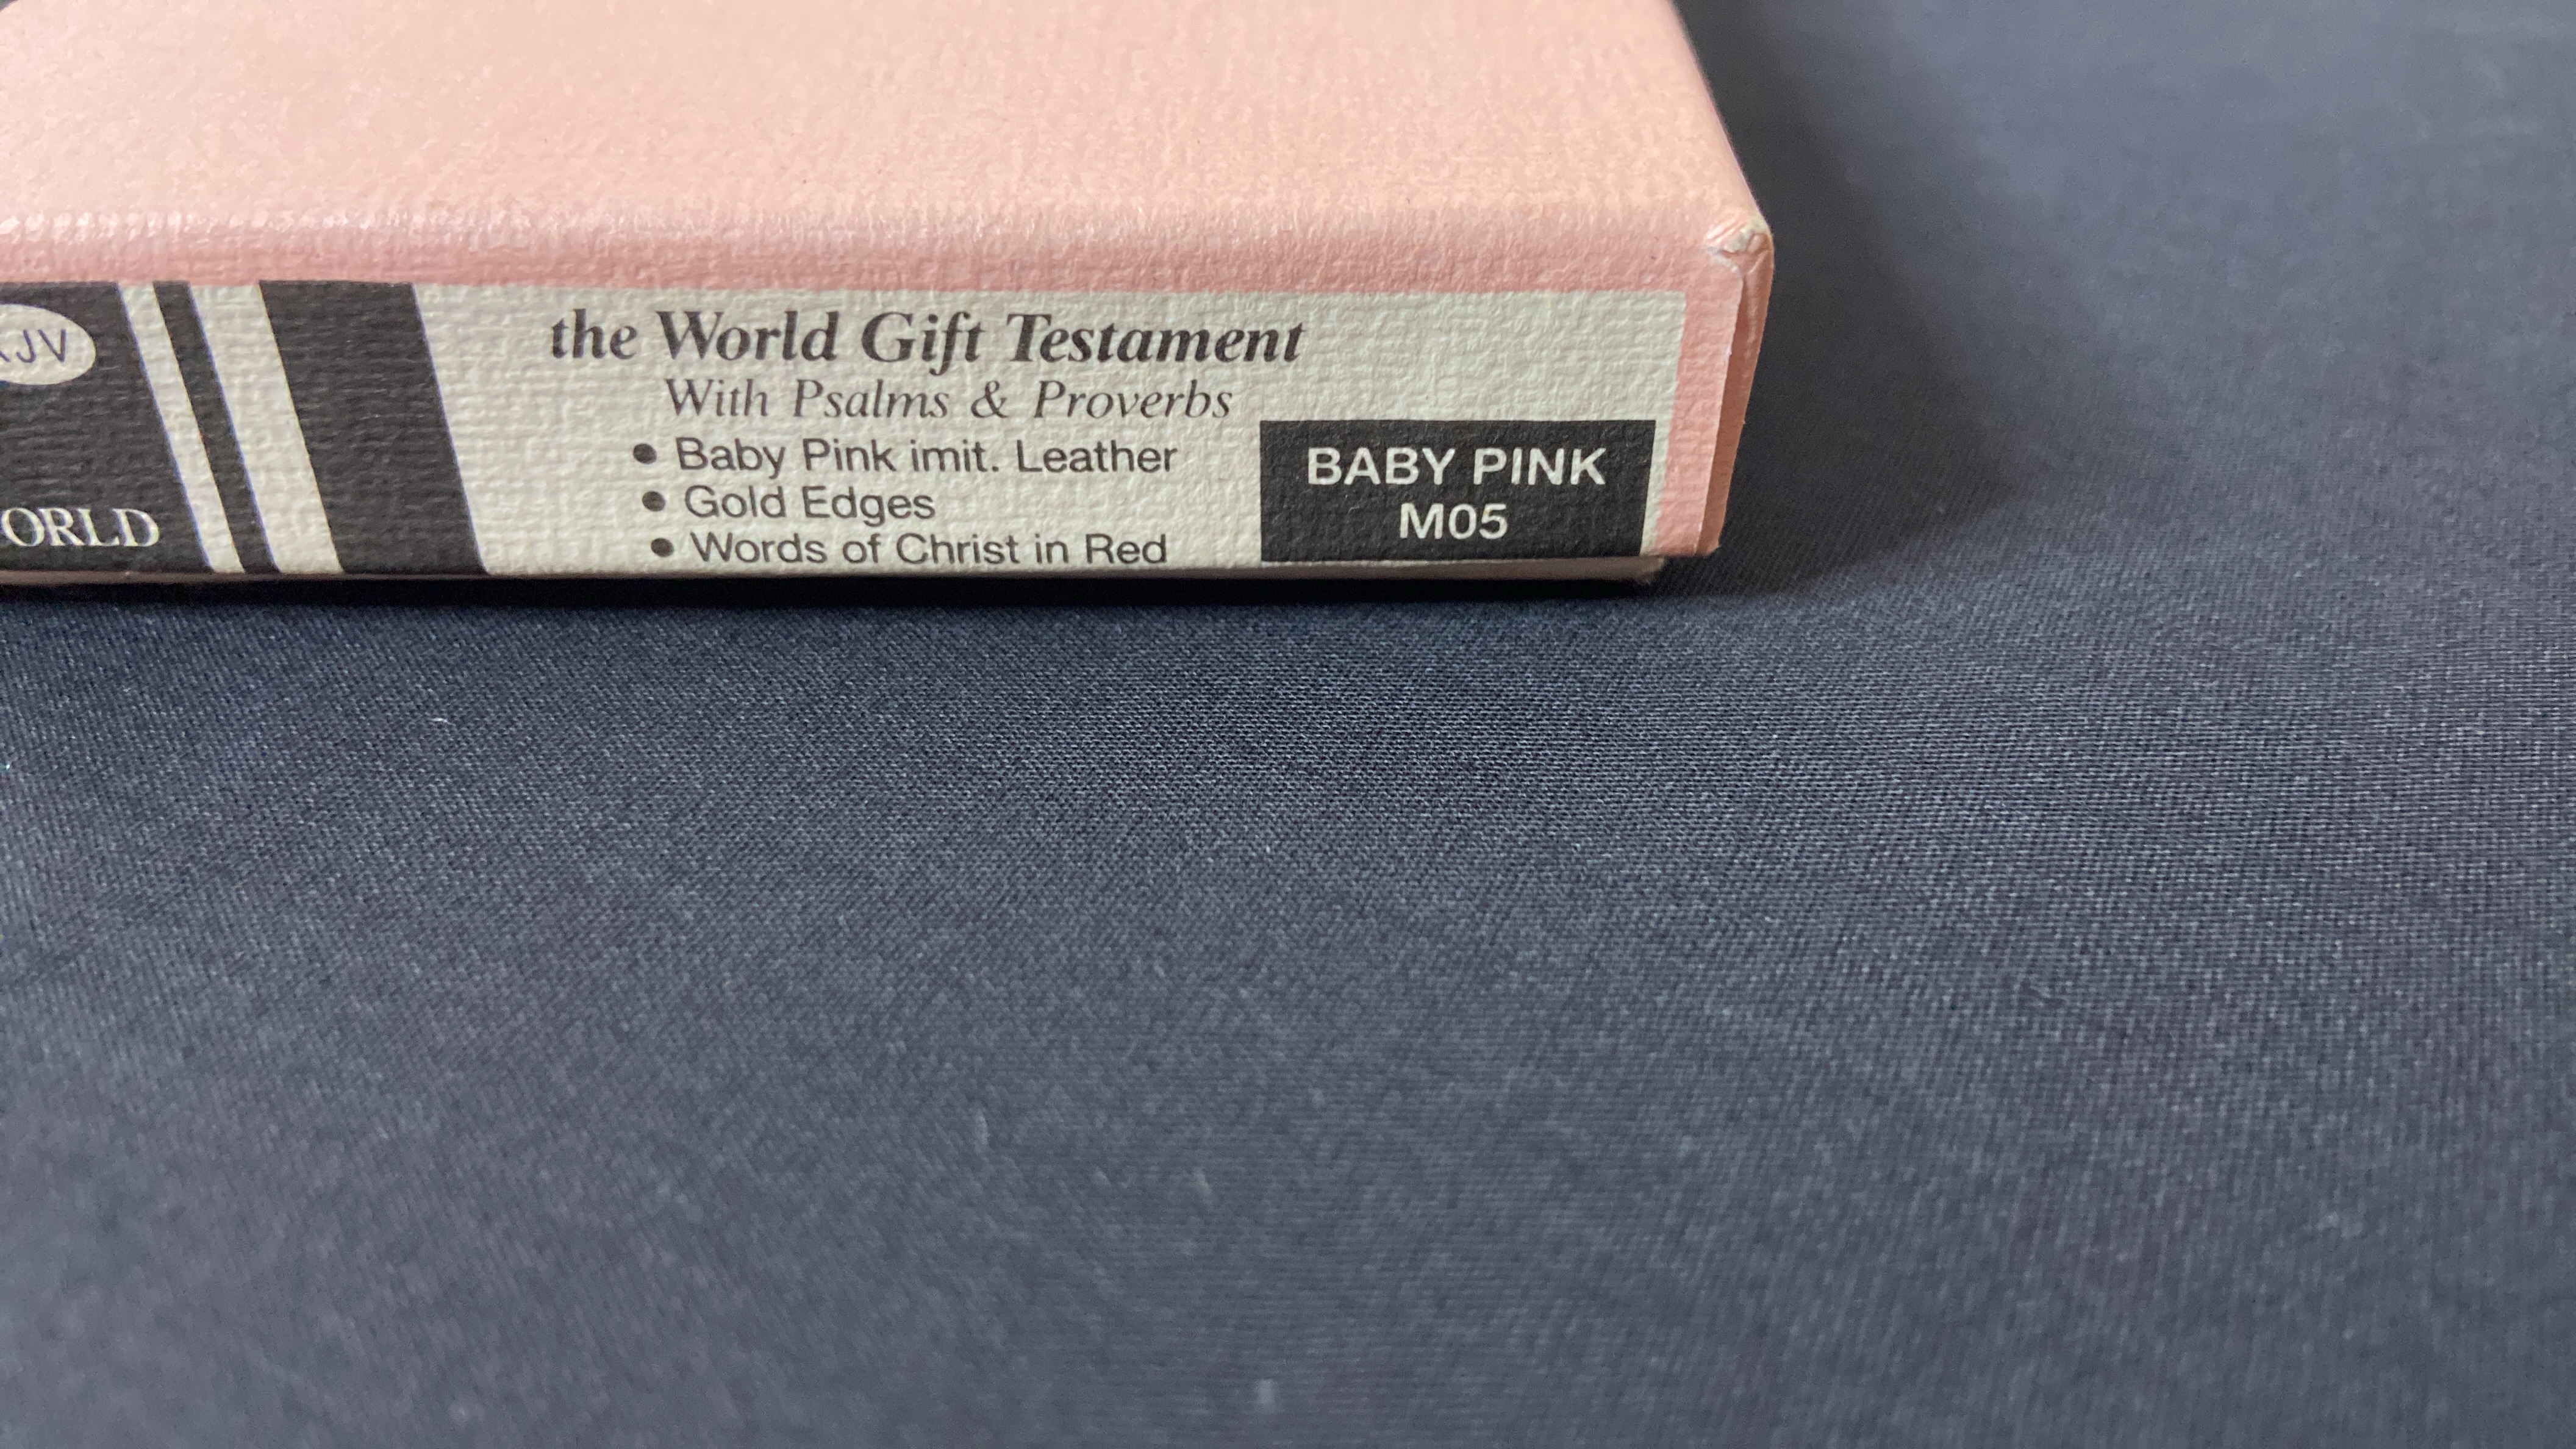 KJV
ORLD
the World Gift Testament
With Psalms & Proverbs
• Baby Pink imit. Leather
• Gold Edges
• Words of Christ in Red
BABY PINK
M05